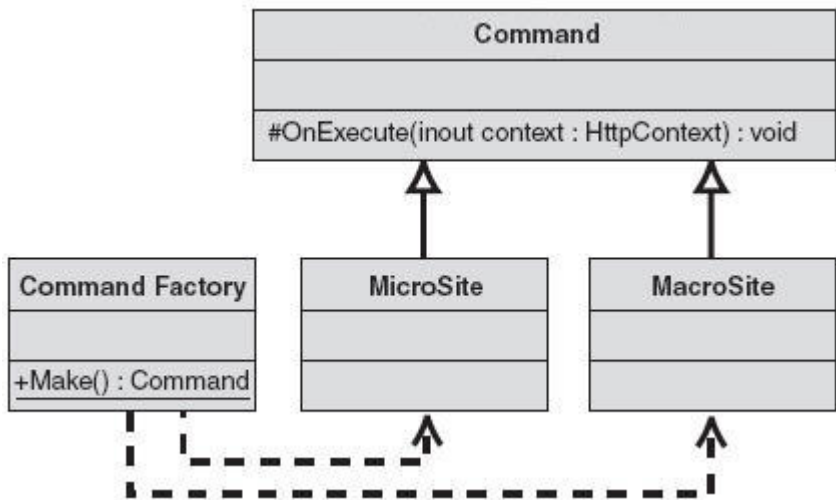 Command
#OnExecute(inout context : HttpContext) : void
Command Factory
+Make() : Command
MicroSite
MacroSite